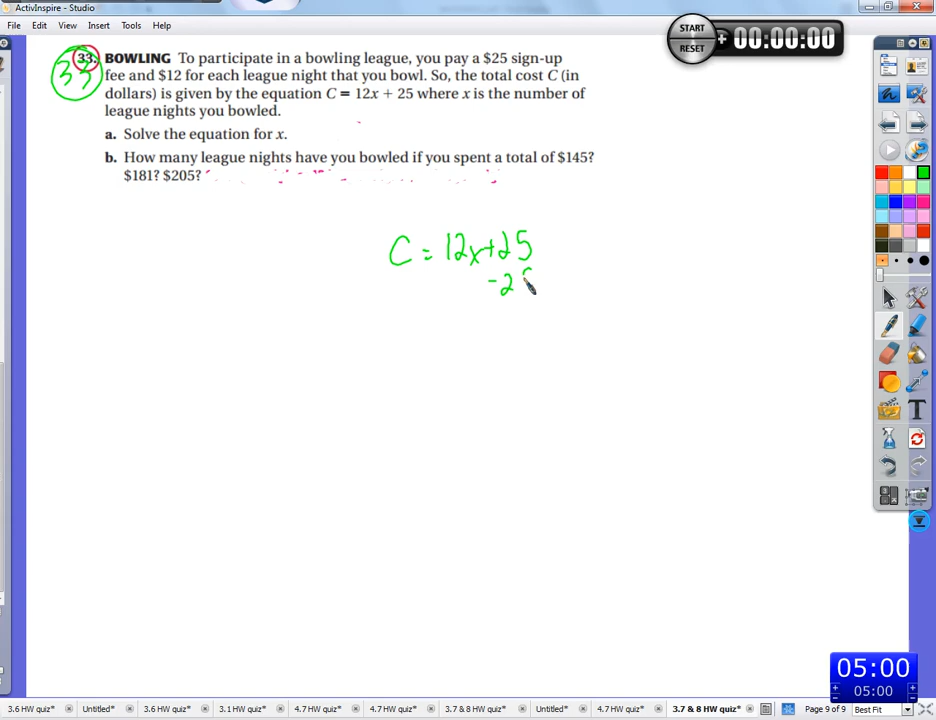 ActivInspire - Studio
File Edit View Insert Tools Help
START
RESET
00:00:00
33
33. BOWLING To participate in a bowling league, you pay a $25 sign-up
fee and $12 for each league night that you bowl. So, the total cost C (in
dollars) is given by the equation C = 12x + 25 where x is the number of
league nights you bowled.
a. Solve the equation for x.
b. How many league nights have you bowled if you spent a total of $145?
$181? $205?
C = 12x+25
-2
05:00
05:00
3.6 HW quiz* Untitled* 3.6 HW quiz* 3.1 HW quiz* 4.7 HW quiz* 4.7 HW quiz* 3.7 & 8 HW quiz* Untitled* 4.7 HW quiz* 3.7 & 8 HW quiz* Page 9 of 9 Best Fit